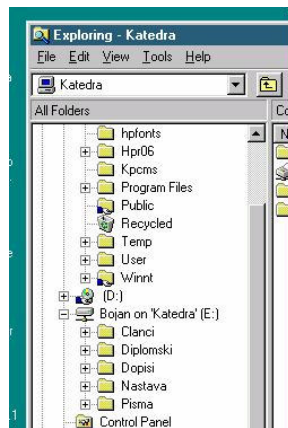 Exploring - Katedra
File Edit View Tools Help
Katedra
All Folders
Co
N
hpfonts
Hpr06
Kpcms
Program Files
Public
Recycled
Temp
User
Winnt
(D:)
Bojan on 'Katedra' (E:)
Clanci
Diplomski
Dopisi
Nastava
Pisma
Control Panel